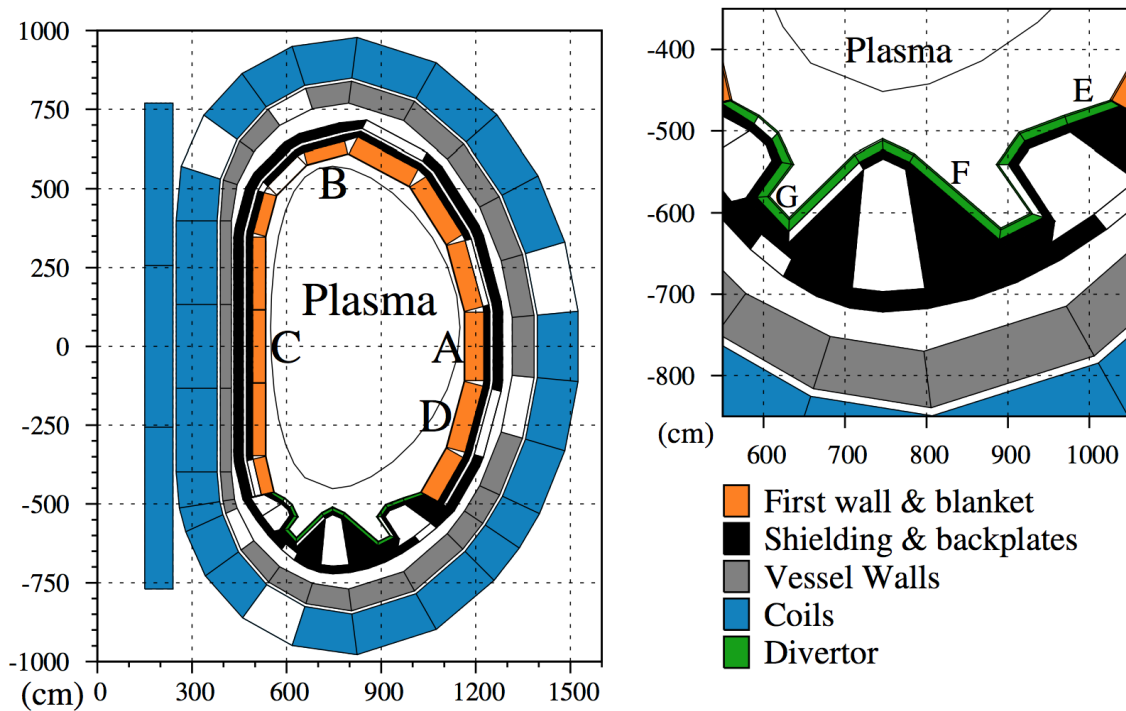 1000
750
500
250
0
-250
-500
-750
-1000
(cm)
0
300
600
900
1200
1500
B
Plasma
C
A
D
-400
-500
-600
-700
-800
(cm)
600
700
800
900
1000
Plasma
E
F
G
First wall & blanket
Shielding & backplates
Vessel Walls
Coils
Divertor